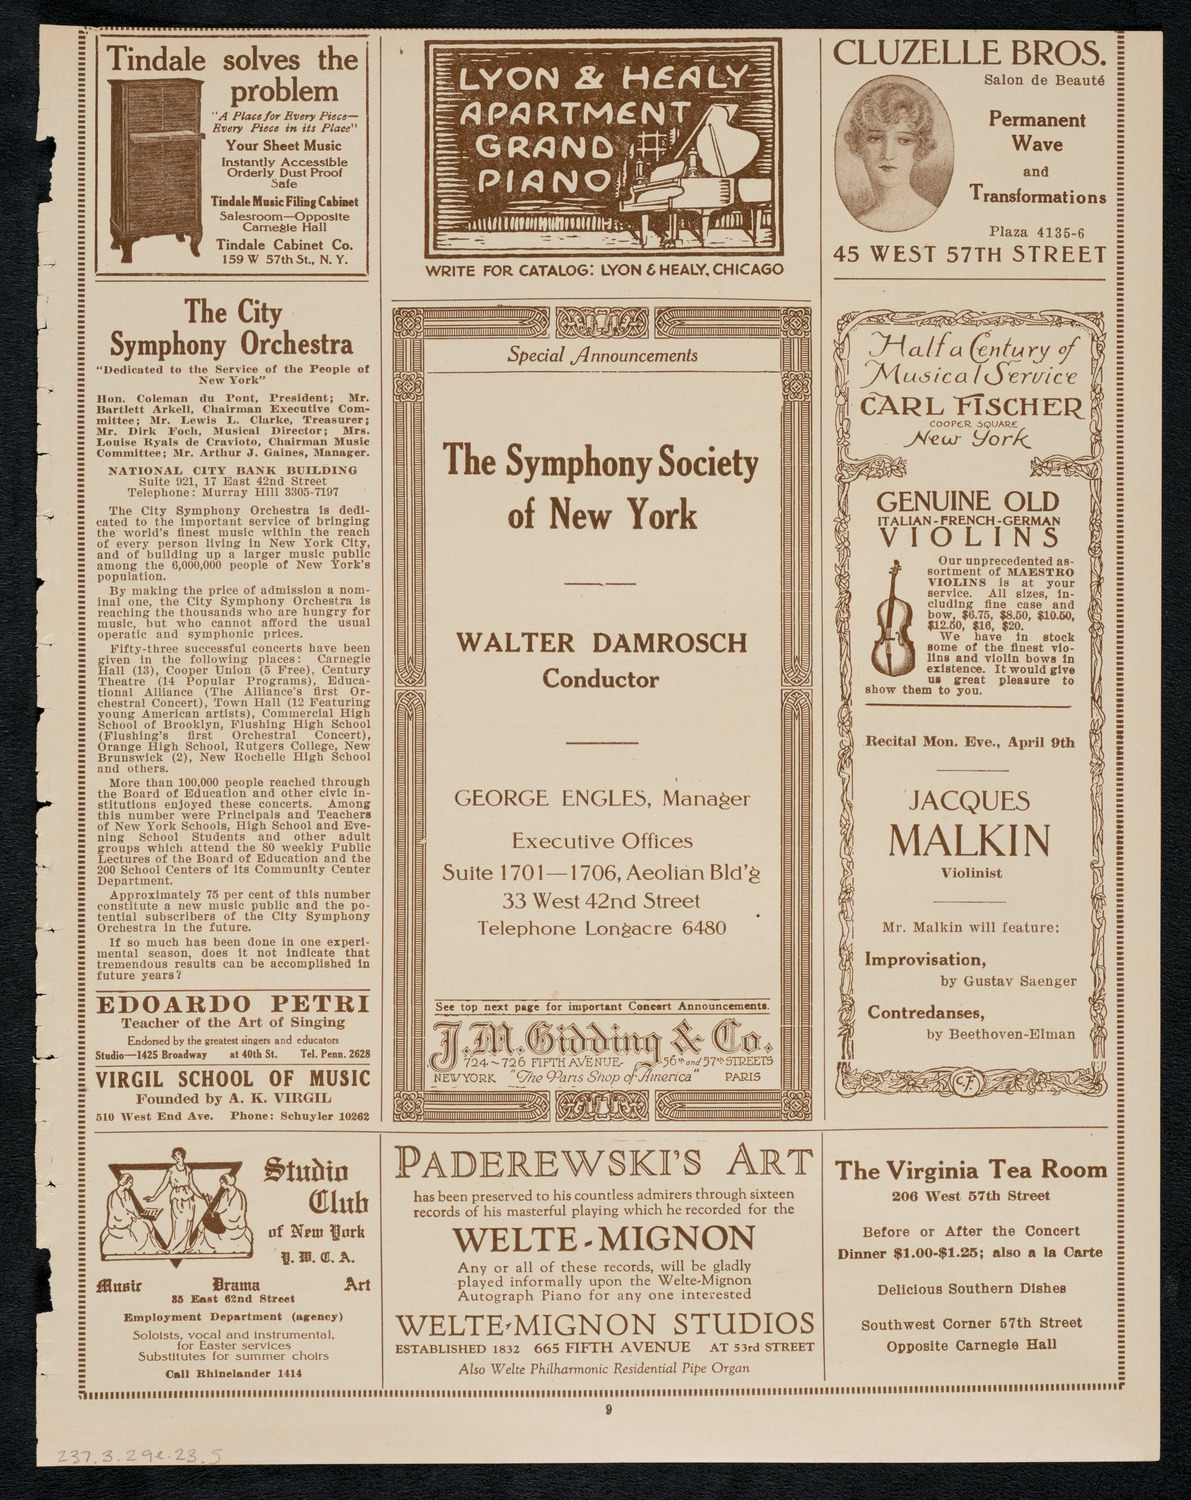 Tindale solves the
problem
"A Place for Every Piece—
Every Piece in its Place"
Your Sheet Music
Instantly Accessible
Orderly Dust Proof
Safe
Tindale Music Filing Cabinet
Salesroom—Opposite
Carnegie Hall
Tindale Cabinet Co.
159 W 57th St., N. Y.
The City
Symphony Orchestra
"Dedicated to the Service of the People of
New York"
Hon. Coleman du Pont, President; Mr.
Bartlett Arkell, Chairman Executive Com-
mittee; Mr. Lewis L. Clarke, Treasurer;
Mr. Dirk Foch, Musical Director; Mrs.
Louise Ryals de Cravioto, Chairman Music
Committee; Mr. Arthur J. Gaines, Manager.
NATIONAL CITY BANK BUILDING
Suite 921, 17 East 42nd Street
Telephone: Murray Hill 3305-7197
The City Symphony Orchestra is dedi-
cated to the important service of bringing
the world's finest music within the reach
of every person living in New York City,
and of building up a larger music public
among the 6,000,000 people of New York's
population.
By making the price of admission a nom-
inal one, the City Symphony Orchestra is
reaching the thousands who are hungry for
music, but who cannot afford the usual
operatic and symphonic prices.
Fifty-three successful concerts have been
given in the following places: Carnegie
Hall (13), Cooper Union (5 Free), Century
Theatre (14 Popular Programs), Educa-
tional Alliance (The Alliance's first Or-
chestral Concert), Town Hall (12 Featuring
young American artists), Commercial High
School of Brooklyn, Flushing High School
(Flushing's first Orchestral Concert),
Orange High School, Rutgers College, New
Brunswick (2), New Rochelle High School
and others.
More than 100,000 people reached through
the Board of Education and other civic in-
stitutions enjoyed these concerts. Among
this number were Principals and Teachers
of New York Schools, High School and Eve-
ning School Students and other adult
groups which attend the 80 weekly Public
Lectures of the Board of Education and the
200 School Centers of its Community Center
Department.
Approximately 75 per cent of this number
constitute a new music public and the po-
tential subscribers of the City Symphony
Orchestra in the future.
If so much has been done in one experi-
mental season, does it not indicate that
tremendous results can be accomplished in
future years?
EDOARDO PETRI
Teacher of the Art of Singing
Endorsed by the greatest singers and educators
Studio—1425 Broadway at 40th St. Tel. Penn. 2628
VIRGIL SCHOOL OF MUSIC
Founded by A. K. VIRGIL
510 West End Ave. Phone: Schuyler 10262
LYON & HEALY
APARTMENT
GRAND
PIANO
WRITE FOR CATALOG: LYON & HEALY, CHICAGO
Special Announcements
The Symphony Society
of New York
WALTER DAMROSCH
Conductor
GEORGE ENGLES, Manager
Executive Offices
Suite 1701—1706, Aeolian Bld'g
33 West 42nd Street
Telephone Longacre 6480
See top next page for important Concert Announcements.
J. M. Gidding & Co.
724-726 FIFTH AVENUE - 56th and 57th STREETS
NEW YORK "The Paris Shop of America" PARIS
CLUZELLE BROS.
Salon de Beauté
Permanent
Wave
and
Transformations
Plaza 4135-6
45 WEST 57TH STREET
Half a Century of
Musical Service
CARL FISCHER
COOPER SQUARE
New York
GENUINE OLD
ITALIAN-FRENCH-GERMAN
VIOLINS
Our unprecedented as-
sortment of MAESTRO
VIOLINS is at your
service. All sizes, in-
cluding fine case and
bow, $6.75, $8.50, $10.50,
$12.50, $16, $20.
We have in stock
some of the finest vio-
lins and violin bows in
existence. It would give
us great pleasure to
show them to you.
Recital Mon. Eve., April 9th
JACQUES
MALKIN
Violinist
Mr. Malkin will feature:
Improvisation,
by Gustav Saenger
Contredanses,
by Beethoven-Elman
C.F.
Studio
Club
of New York
Y. W. C. A.
Music Drama Art
35 East 62nd Street
Employment Department (agency)
Soloists, vocal and instrumental,
for Easter services
Substitutes for summer choirs
Call Rhinelander 1414
PADEREWSKI'S ART
has been preserved to his countless admirers through sixteen
records of his masterful playing which he recorded for the
WELTE-MIGNON
Any or all of these records, will be gladly
played informally upon the Welte-Mignon
Autograph Piano for any one interested
WELTE-MIGNON STUDIOS
ESTABLISHED 1832 665 FIFTH AVENUE AT 53rd STREET
Also Welte Philharmonic Residential Pipe Organ
The Virginia Tea Room
206 West 57th Street
Before or After the Concert
Dinner $1.00-$1.25; also a la Carte
Delicious Southern Dishes
Southwest Corner 57th Street
Opposite Carnegie Hall
9
237.3.29e.23.5